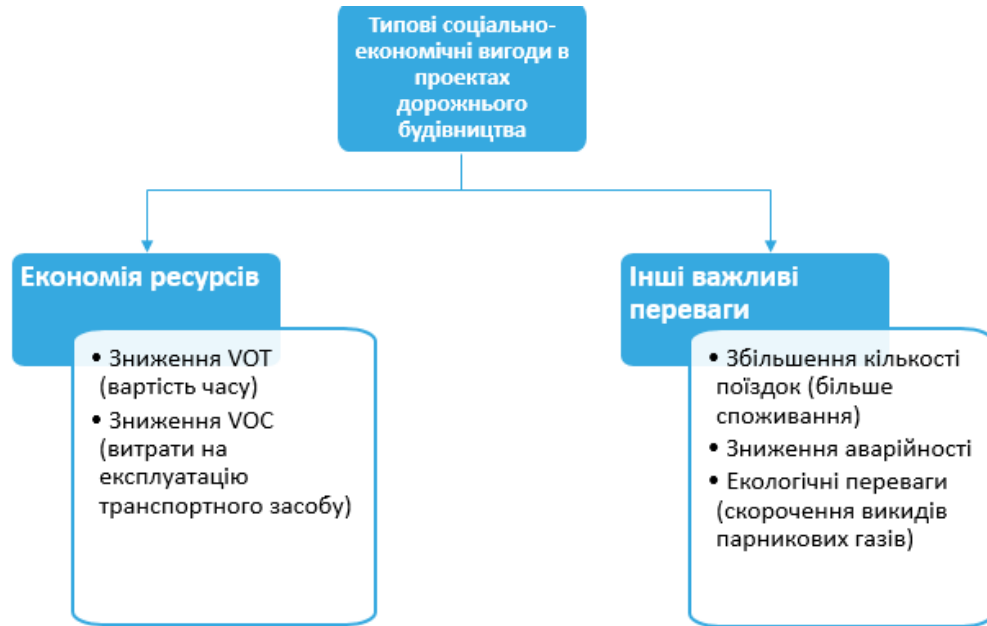 Типові соціально-
економічні вигоди в
проектах
дорожнього
будівництва
Економія ресурсів
• Зниження VOT
(вартість часу)
• Зниження VOC
(витрати на
експлуатацію
транспортного засобу)
Інші важливі
переваги
• Збільшення кількості
поїздок (більше
споживання)
• Зниження аварійності
• Екологічні переваги
(скорочення викидів
парникових газів)